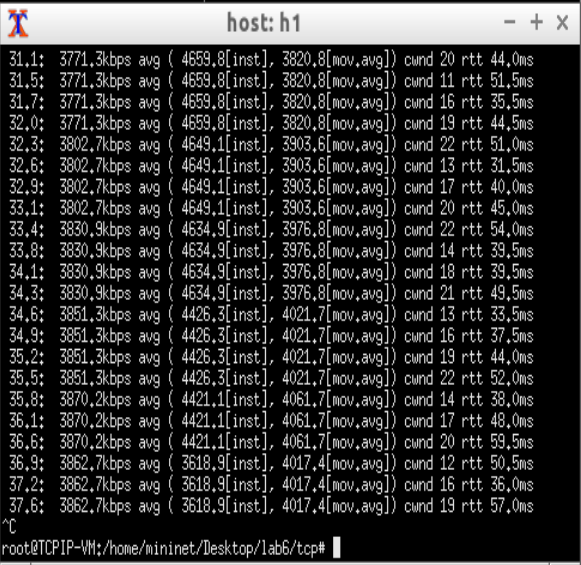 host: h1
31.1: 3771.3kbps avg ( 4659.8[inst], 3820.8[mov.avg]) cwnd 20 rtt 44.0ms
31.5: 3771.3kbps avg ( 4659.8[inst], 3820.8[mov.avg]) cwnd 11 rtt 51.5ms
31.7: 3771.3kbps avg ( 4659.8[inst], 3820.8[mov.avg]) cwnd 16 rtt 35.5ms
32.0: 3771.3kbps avg ( 4659.8[inst], 3820.8[mov.avg]) cwnd 19 rtt 44.5ms
32.3: 3802.7kbps avg ( 4649.1[inst], 3903.6[mov.avg]) cwnd 22 rtt 51.0ms
32.6: 3802.7kbps avg ( 4649.1[inst], 3903.6[mov.avg]) cwnd 13 rtt 31.5ms
32.9: 3802.7kbps avg ( 4649.1[inst], 3903.6[mov.avg]) cwnd 17 rtt 40.0ms
33.1: 3802.7kbps avg ( 4649.1[inst], 3903.6[mov.avg]) cwnd 20 rtt 45.0ms
33.4: 3830.9kbps avg ( 4634.9[inst], 3976.8[mov.avg]) cwnd 22 rtt 54.0ms
33.8: 3830.9kbps avg ( 4634.9[inst], 3976.8[mov.avg]) cwnd 14 rtt 39.5ms
34.1: 3830.9kbps avg ( 4634.9[inst], 3976.8[mov.avg]) cwnd 18 rtt 39.5ms
34.3: 3830.9kbps avg ( 4634.9[inst], 3976.8[mov.avg]) cwnd 21 rtt 49.5ms
34.6: 3851.3kbps avg ( 4426.3[inst], 4021.7[mov.avg]) cwnd 13 rtt 33.5ms
34.9: 3851.3kbps avg ( 4426.3[inst], 4021.7[mov.avg]) cwnd 16 rtt 37.5ms
35.2: 3851.3kbps avg ( 4426.3[inst], 4021.7[mov.avg]) cwnd 19 rtt 44.0ms
35.5: 3851.3kbps avg ( 4426.3[inst], 4021.7[mov.avg]) cwnd 22 rtt 52.0ms
35.8: 3870.2kbps avg ( 4421.1[inst], 4061.7[mov.avg]) cwnd 14 rtt 38.0ms
36.1: 3870.2kbps avg ( 4421.1[inst], 4061.7[mov.avg]) cwnd 17 rtt 48.0ms
36.6: 3870.2kbps avg ( 4421.1[inst], 4061.7[mov.avg]) cwnd 20 rtt 59.5ms
36.9: 3862.7kbps avg ( 3618.9[inst], 4017.4[mov.avg]) cwnd 12 rtt 50.5ms
37.2: 3862.7kbps avg ( 3618.9[inst], 4017.4[mov.avg]) cwnd 16 rtt 36.0ms
37.6: 3862.7kbps avg ( 3618.9[inst], 4017.4[mov.avg]) cwnd 19 rtt 57.0ms
^C
root@TCPIP-VM:/home/mininet/Desktop/lab6/tcp#